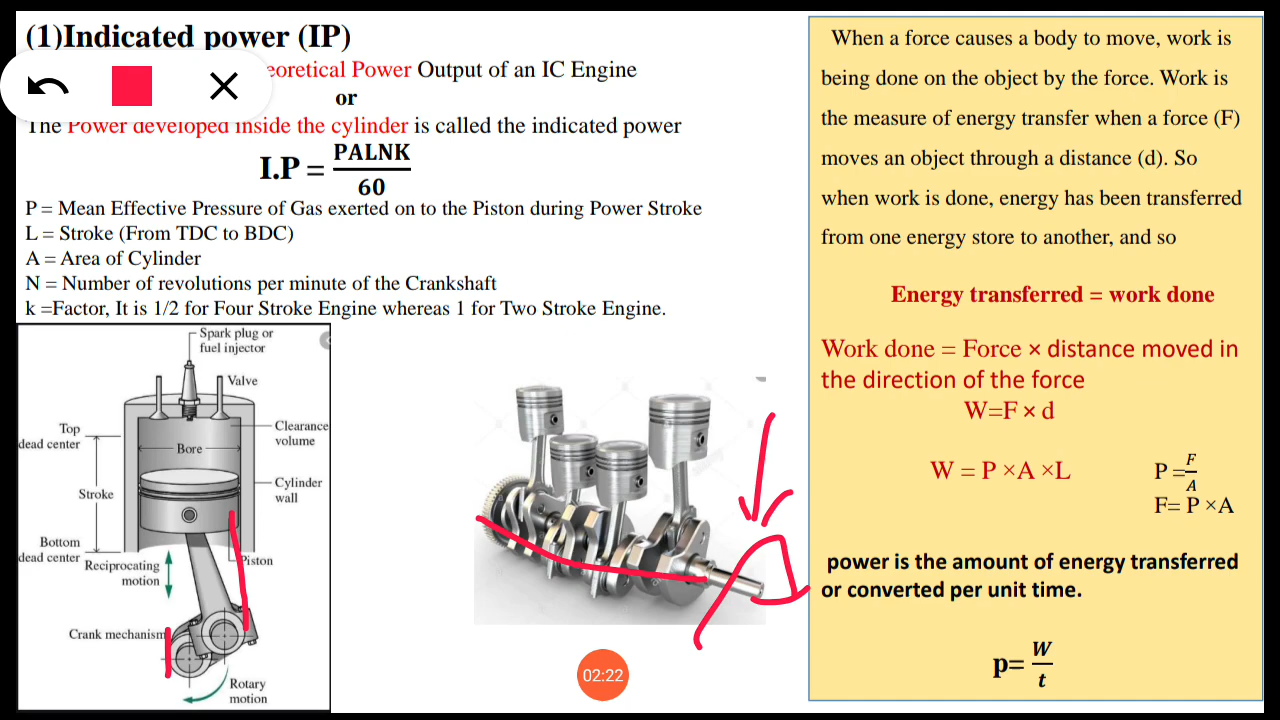 (1)Indicated power (IP)
eoretical Power Output of an IC Engine
or
The Power developed inside the cylinder is called the indicated power
I.P = PALNK
60
P = Mean Effective Pressure of Gas exerted on to the Piston during Power Stroke
L = Stroke (From TDC to BDC)
A = Area of Cylinder
N = Number of revolutions per minute of the Crankshaft
k =Factor, It is 1/2 for Four Stroke Engine whereas 1 for Two Stroke Engine.
Spark plug or
fuel injector
Valve
Top
dead center
Clearance
volume
Bore
Stroke
Cylinder
wall
Bottom
dead center
Reciprocating
motion
Piston
Crank mechanism
Rotary
motion
02:22
When a force causes a body to move, work is
being done on the object by the force. Work is
the measure of energy transfer when a force (F)
moves an object through a distance (d). So
when work is done, energy has been transferred
from one energy store to another, and so
Energy transferred = work done
Work done = Force × distance moved in
the direction of the force
W=F × d
W = P ×A ×L
P = F
A
F= P ×A
power is the amount of energy transferred
or converted per unit time.
p= W
t